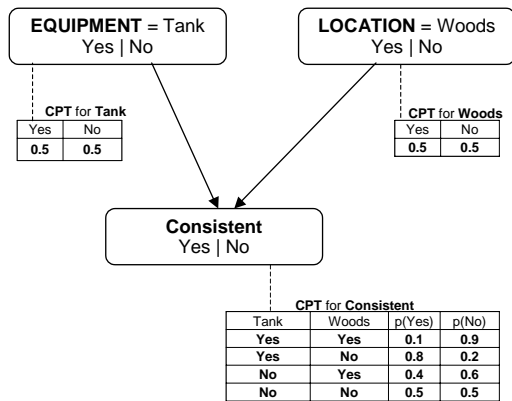 EQUIPMENT = Tank
Yes | No
LOCATION = Woods
Yes | No
CPT for Tank
Yes No
0.5 0.5
CPT for Woods
Yes No
0.5 0.5
Consistent
Yes | No
CPT for Consistent
Tank Woods p(Yes) p(No)
Yes Yes 0.1 0.9
Yes No 0.8 0.2
No Yes 0.4 0.6
No No 0.5 0.5